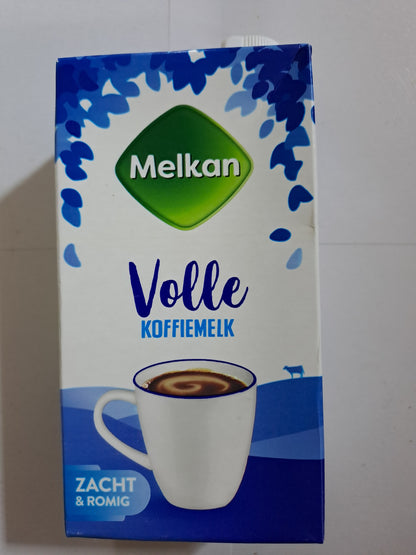 Melkan
Volle
KOFFIEMELK
ZACHT
& ROMIG